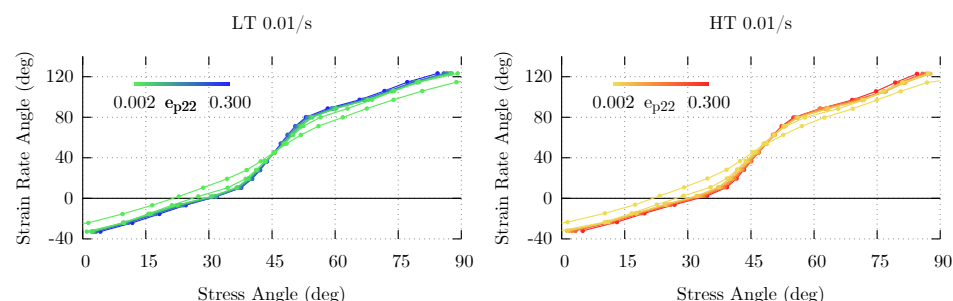 LT 0.01/s
Strain Rate Angle (deg)
120
80
40
0
-40
0.002 e_p22 0.300
0 15 30 45 60 75 90
Stress Angle (deg)
HT 0.01/s
Strain Rate Angle (deg)
120
80
40
0
-40
0.002 e_p22 0.300
0 15 30 45 60 75 90
Stress Angle (deg)